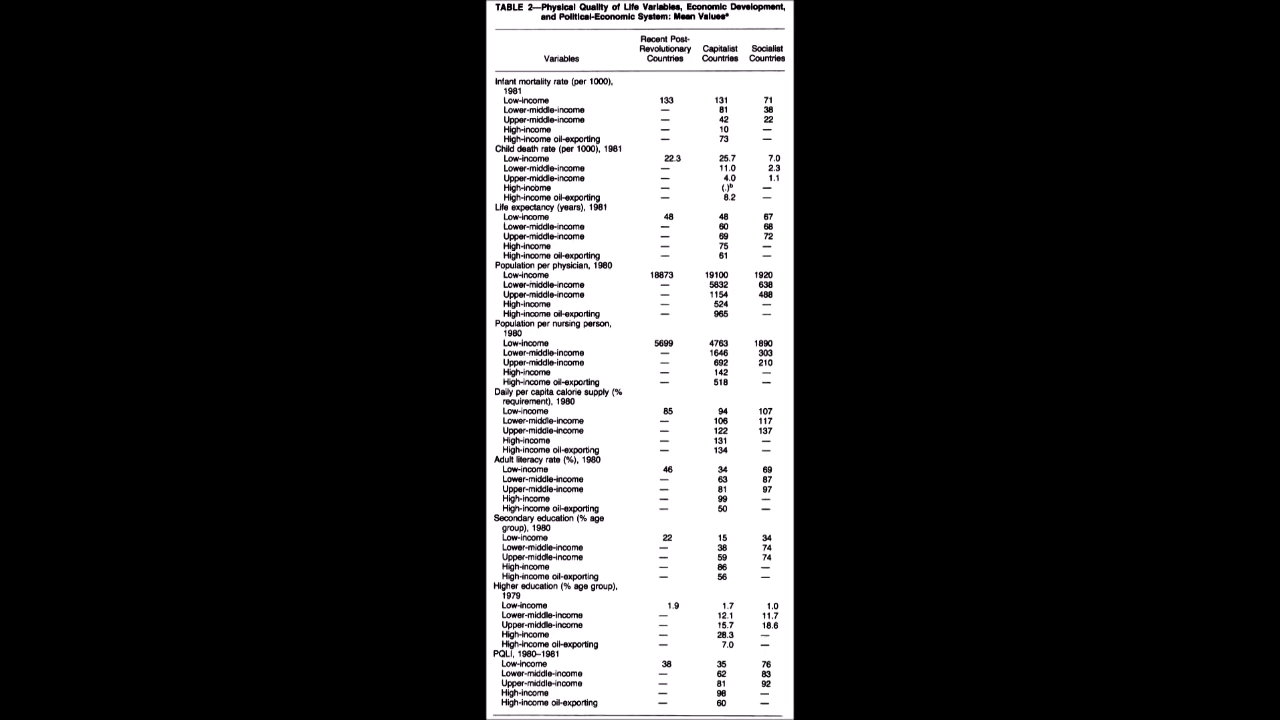 TABLE 2—Physical Quality of Life Variables, Economic Development,
and Political-Economic System: Mean Valuesª
Variables
Recent Post-
Revolutionary
Countries
Capitalist
Countries
Socialist
Countries
Infant mortality rate (per 1000),
1981
Low-income 133 131 71
Lower-middle-income — 81 38
Upper-middle-income — 42 22
High-income — 10 —
High-income oil-exporting — 73 —
Child death rate (per 1000), 1981
Low-income 22.3 25.7 7.0
Lower-middle-income — 11.0 2.3
Upper-middle-income — 4.0 1.1
High-income — (.)ᵇ —
High-income oil-exporting — 8.2 —
Life expectancy (years), 1981
Low-income 48 48 67
Lower-middle-income — 60 68
Upper-middle-income — 69 72
High-income — 75 —
High-income oil-exporting — 61 —
Population per physician, 1980
Low-income 18873 19100 1920
Lower-middle-income — 5832 638
Upper-middle-income — 1154 488
High-income — 524 —
High-income oil-exporting — 965 —
Population per nursing person,
1980
Low-income 5699 4763 1890
Lower-middle-income — 1646 303
Upper-middle-income — 692 210
High-income — 142 —
High-income oil-exporting — 518 —
Daily per capita calorie supply (%
requirement), 1980
Low-income 85 94 107
Lower-middle-income — 106 117
Upper-middle-income — 122 137
High-income — 131 —
High-income oil-exporting — 134 —
Adult literacy rate (%), 1980
Low-income 46 34 69
Lower-middle-income — 63 87
Upper-middle-income — 81 97
High-income — 99 —
High-income oil-exporting — 50 —
Secondary education (% age
group), 1980
Low-income 22 15 34
Lower-middle-income — 38 74
Upper-middle-income — 59 74
High-income — 86 —
High-income oil-exporting — 56 —
Higher education (% age group),
1979
Low-income 1.9 1.7 1.0
Lower-middle-income — 12.1 11.7
Upper-middle-income — 15.7 18.6
High-income — 28.3 —
High-income oil-exporting — 7.0 —
PQLI, 1980–1981
Low-income 38 35 76
Lower-middle-income — 62 83
Upper-middle-income — 81 92
High-income — 98 —
High-income oil-exporting — 60 —